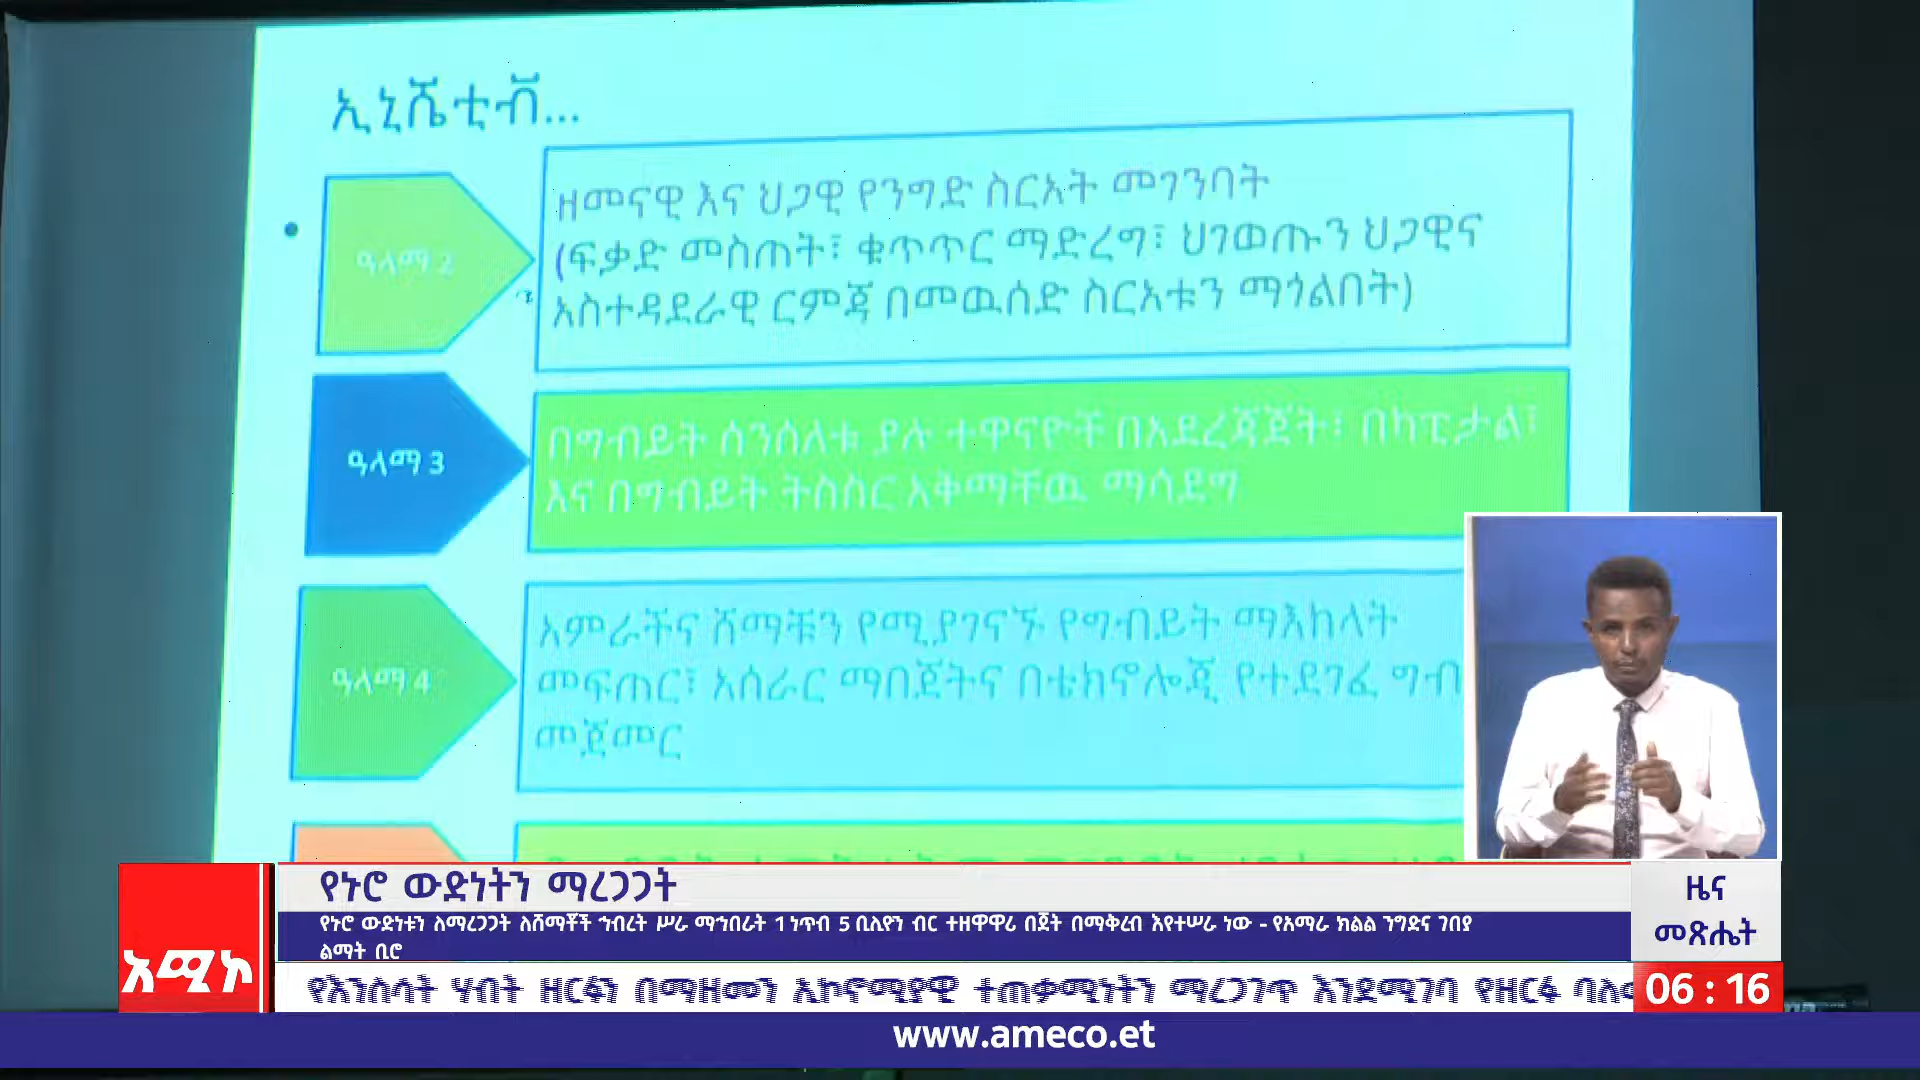 ኢኒሼቲቭ...
ዓላማ 2
ዘመናዊ እና ህጋዊ የንግድ ስርአት መገንባት
(ፍቃድ መስጠት፣ ቁጥጥር ማድረግ፣ ህገወጡን ህጋዊና
አስተዳደራዊ ርምጃ በመዉሰድ ስርአቱን ማጎልበት)
ዓላማ 3
በግብይት ሰንሰለቱ ያሉ ተዋናዮች በአደረጃጀት፣ በካፒታል፣
እና በግብይት ትስስር አቅማቸዉ ማሳደግ
ዓላማ 4
አምራችና ሸማቹን የሚያገናኙ የግብይት ማእከላት
መፍጠር፣ አሰራር ማበጀትና በቴክኖሎጂ የተደገፈ ግብ
መጀመር
የኑሮ ውድነትን ማረጋጋት
የኑሮ ውድነቱን ለማረጋጋት ለሸማቾች ኅብረት ሥራ ማኅበራት 1 ነጥብ 5 ቢሊዮን ብር ተዘዋዋሪ በጀት በማቅረብ እየተሠራ ነው - የአማራ ክልል ንግድና ገበያ
ልማት ቢሮ
ዜና
መጽሔት
አሚኮ
የእንስሳት ሃብት ዘርፉን በማዘመን ኢኮኖሚያዊ ተጠቃሚነትን ማረጋገጥ እንደሚገባ የዘርፉ
06 : 16
www.ameco.et